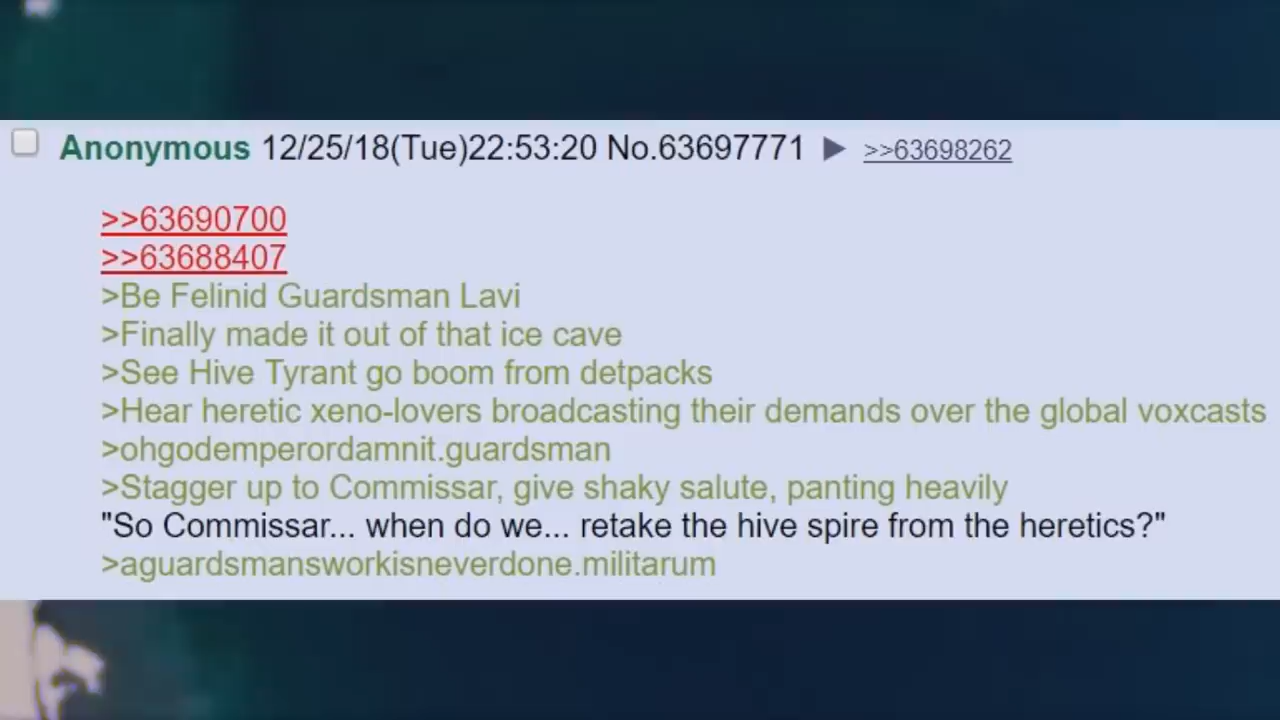 Anonymous 12/25/18(Tue)22:53:20 No.63697771 ▶ >>63698262
>>63690700
>>63688407
>Be Felinid Guardsman Lavi
>Finally made it out of that ice cave
>See Hive Tyrant go boom from detpacks
>Hear heretic xeno-lovers broadcasting their demands over the global voxcasts
>ohgodemperordamnit.guardsman
>Stagger up to Commissar, give shaky salute, panting heavily
"So Commissar... when do we... retake the hive spire from the heretics?"
>aguardsmansworkisneverdone.militarum